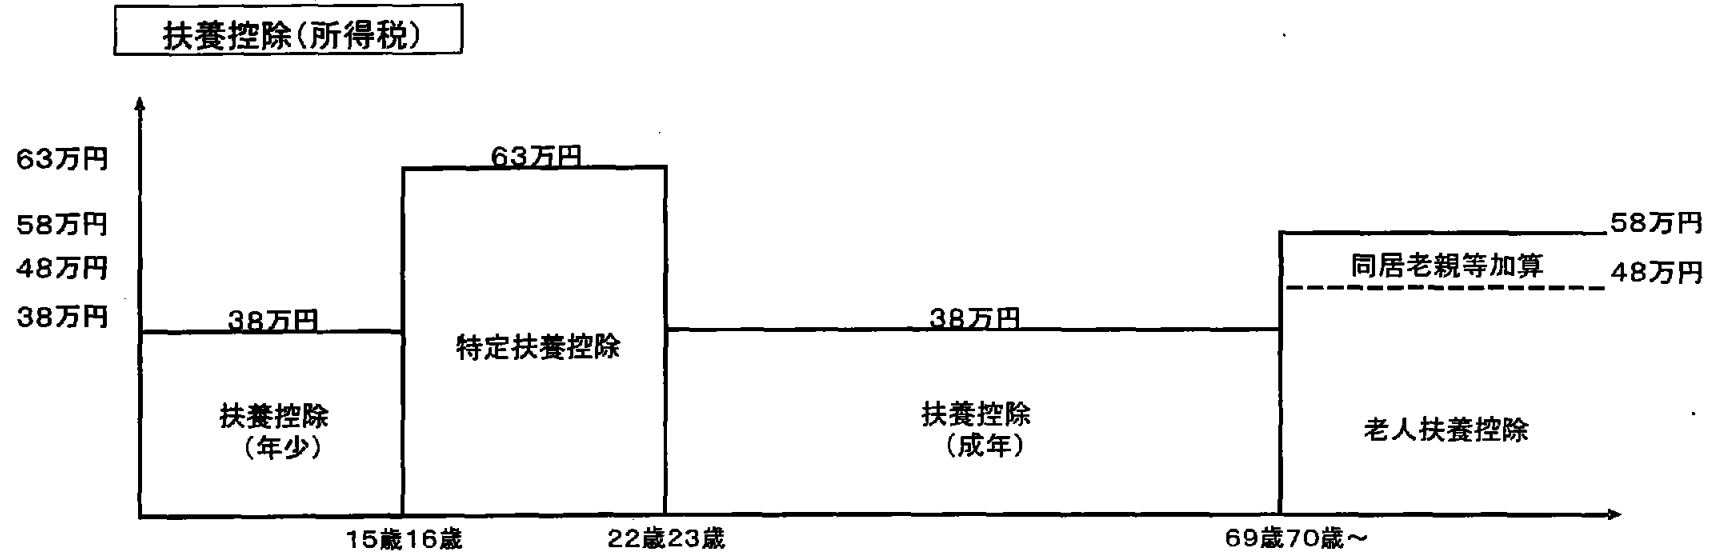 扶養控除(所得税)
63万円
58万円
48万円
38万円
38万円
63万円
38万円
58万円
48万円
同居老親等加算
扶養控除
(年少)
特定扶養控除
扶養控除
(成年)
老人扶養控除
15歳16歳
22歳23歳
69歳70歳~